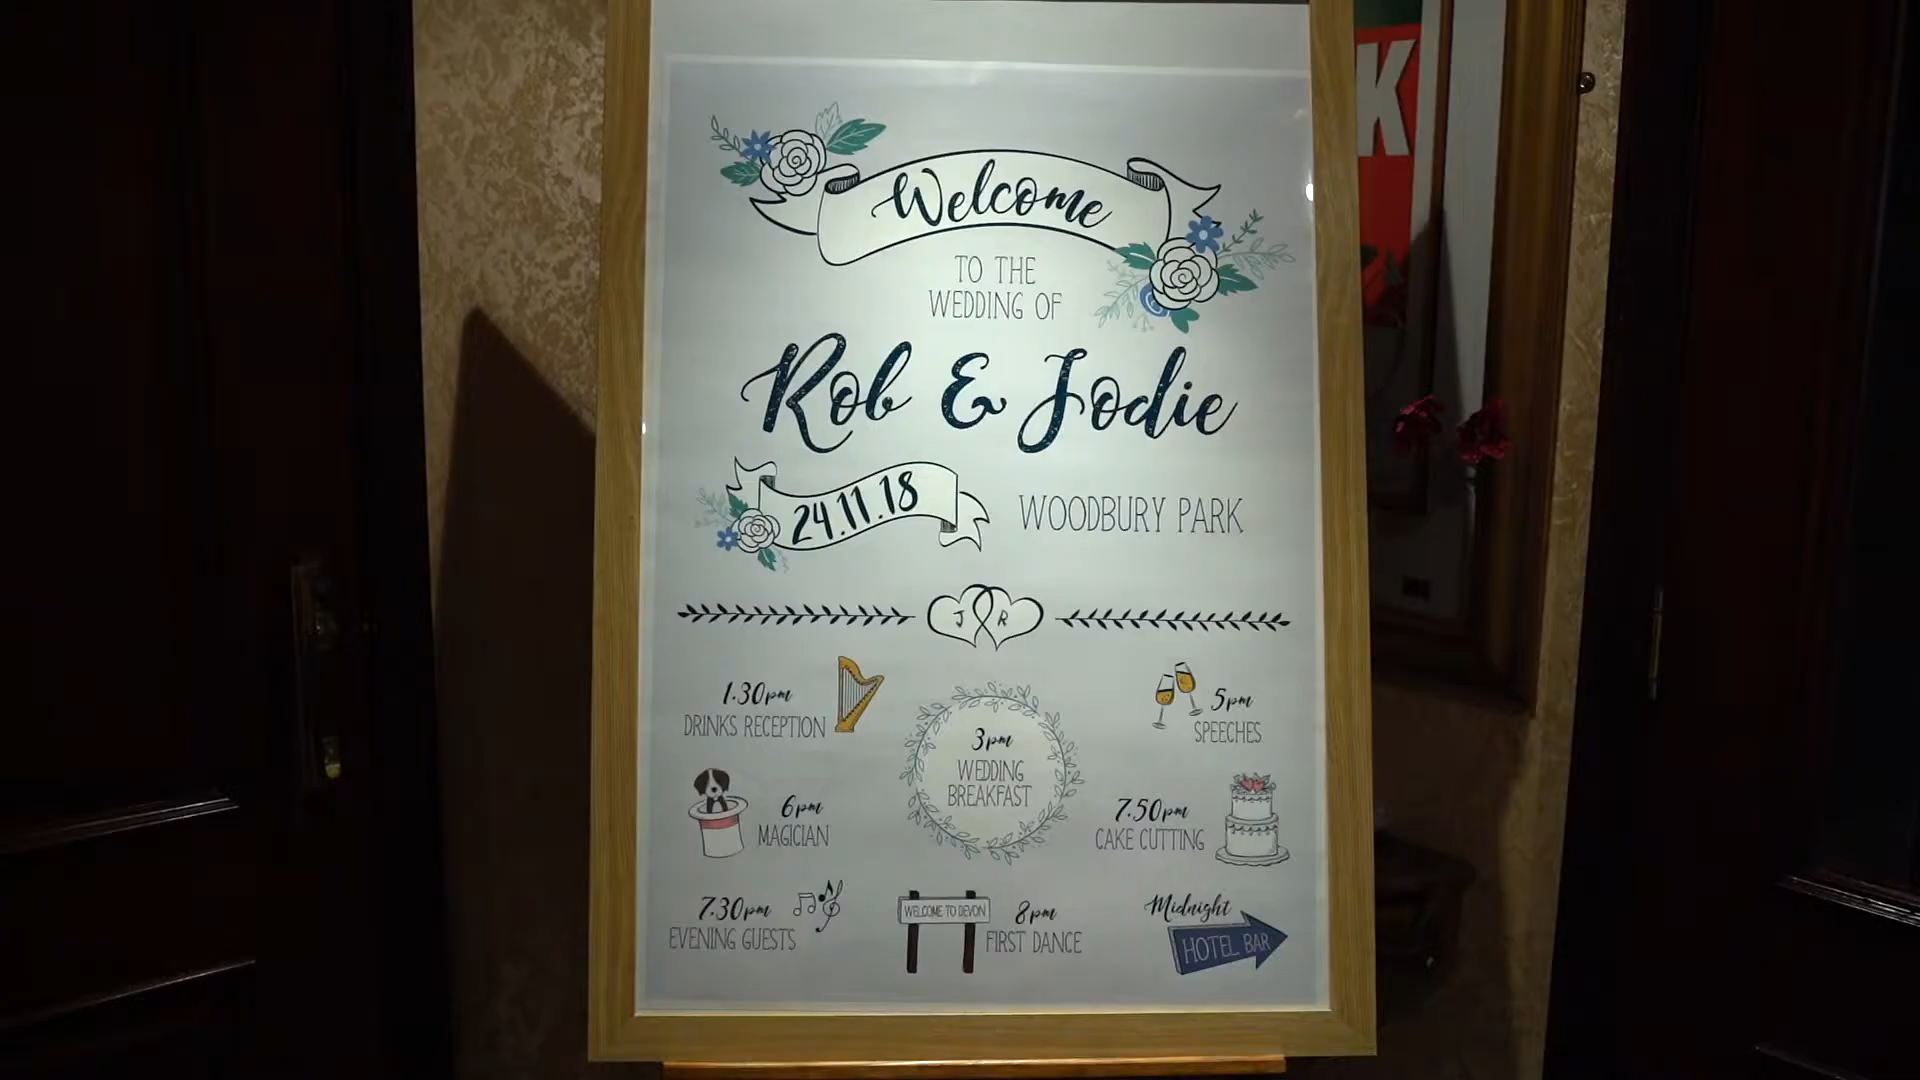 Welcome
TO THE
WEDDING OF
Rob & Jodie
24.11.18
WOODBURY PARK
J R
1.30pm
DRINKS RECEPTION
3pm
WEDDING
BREAKFAST
5pm
SPEECHES
6pm
MAGICIAN
7.50pm
CAKE CUTTING
7.30pm
EVENING GUESTS
WELCOME TO DEVON
8pm
FIRST DANCE
Midnight
HOTEL BAR
K